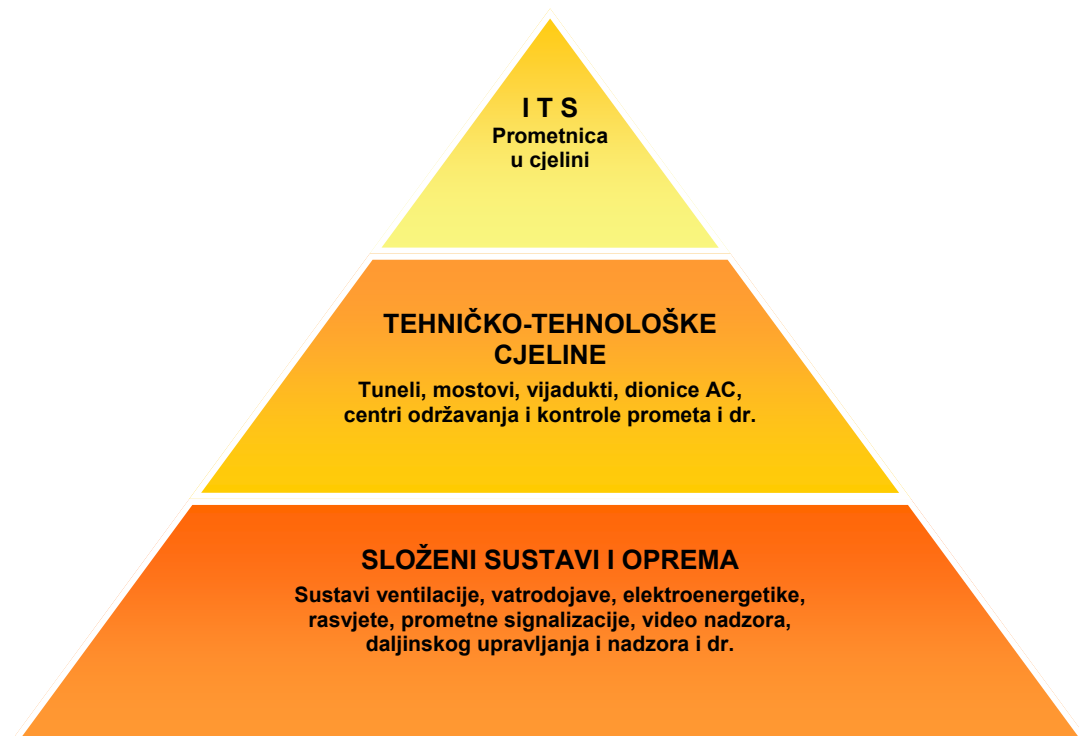 I T S
Prometnica
u cjelini
TEHNIČKO-TEHNOLOŠKE
CJELINE
Tuneli, mostovi, vijadukti, dionice AC,
centri održavanja i kontrole prometa i dr.
SLOŽENI SUSTAVI I OPREMA
Sustavi ventilacije, vatrodojave, elektroenergetike,
rasvjete, prometne signalizacije, video nadzora,
daljinskog upravljanja i nadzora i dr.